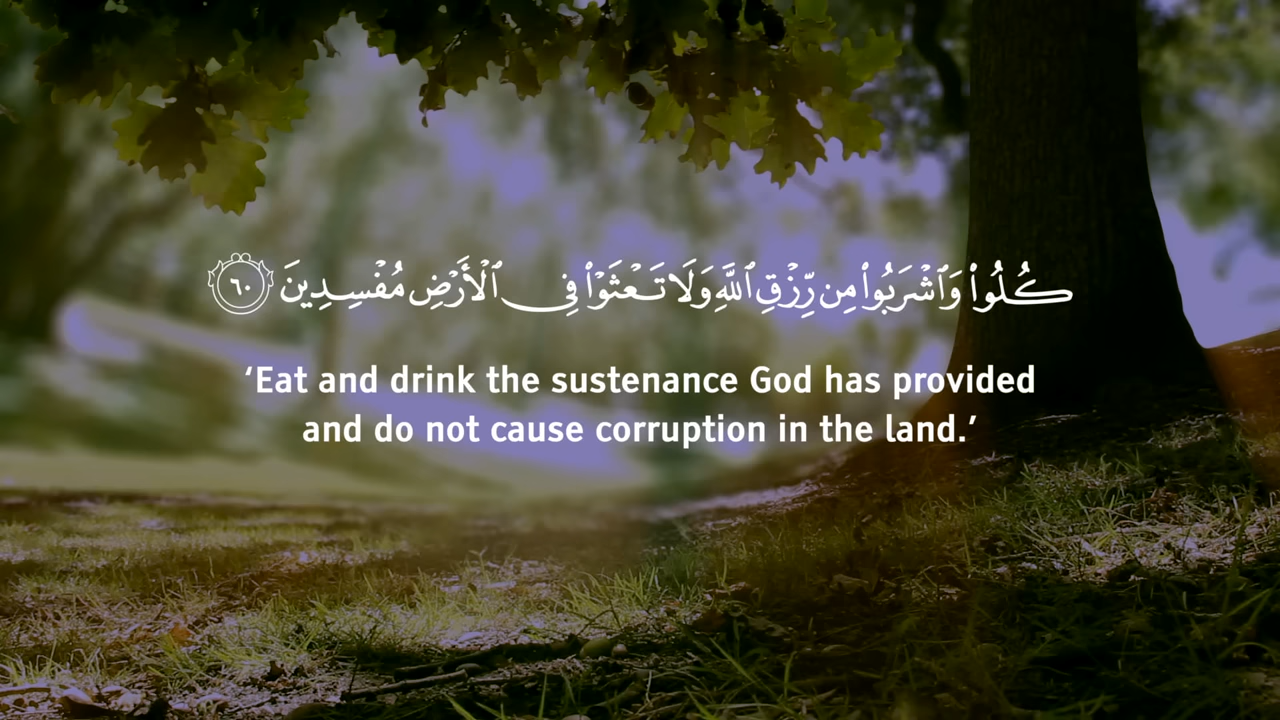 كُلُوا۟ وَٱشْرَبُوا۟ مِن رِّزْقِ ٱللَّهِ وَلَا تَعْثَوْا۟ فِى ٱلْأَرْضِ مُفْسِدِينَ ٦٠
‘Eat and drink the sustenance God has provided
and do not cause corruption in the land.’